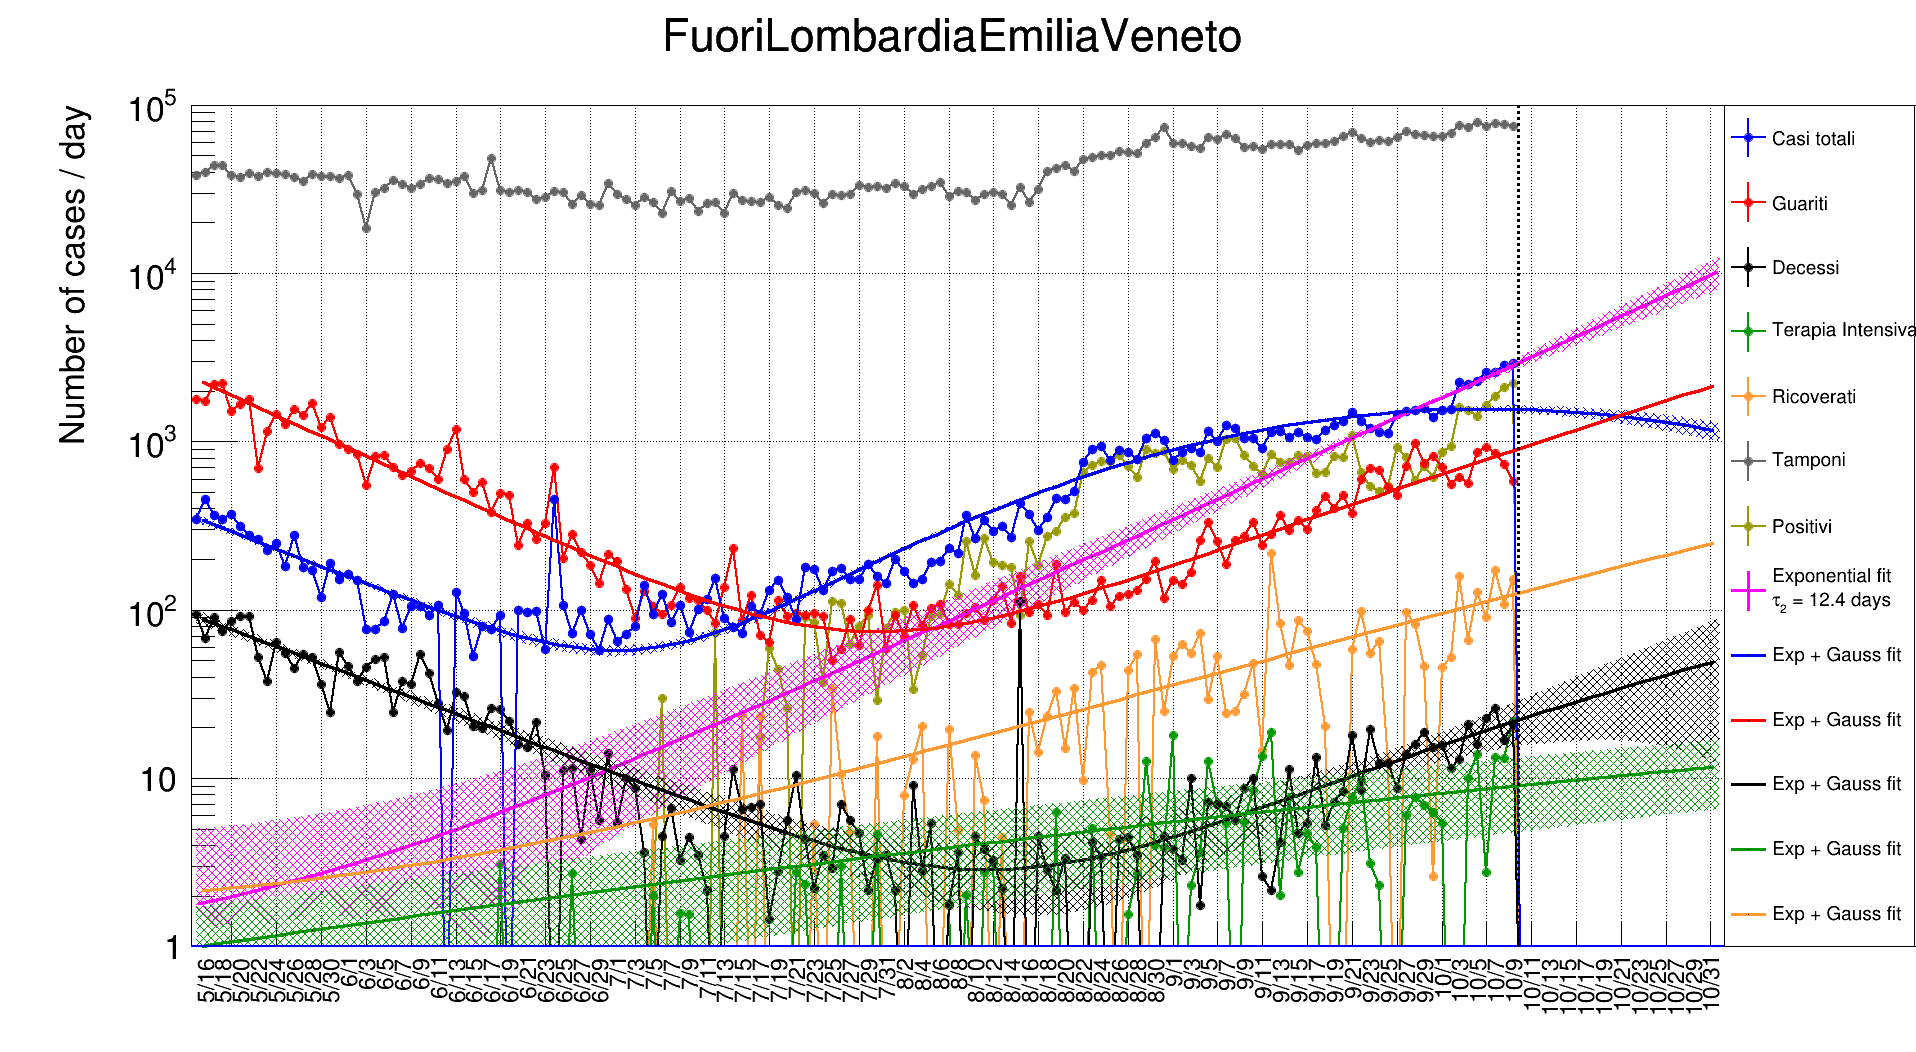 FuoriLombardiaEmiliaVeneto
Number of cases / day
10^5
10^4
10^3
10^2
10
1
5/16 5/18 5/20 5/22 5/24 5/26 5/28 5/30 6/1 6/3 6/5 6/7 6/9 6/11 6/13 6/15 6/17 6/19 6/21 6/23 6/25 6/27 6/29 7/1 7/3 7/5 7/7 7/9 7/11 7/13 7/15 7/17 7/19 7/21 7/23 7/25 7/27 7/29 7/31 8/2 8/4 8/6 8/8 8/10 8/12 8/14 8/16 8/18 8/20 8/22 8/24 8/26 8/28 8/30 9/1 9/3 9/5 9/7 9/9 9/11 9/13 9/15 9/17 9/19 9/21 9/23 9/25 9/27 9/29 10/1 10/3 10/5 10/7 10/9 10/11 10/13 10/15 10/17 10/19 10/21 10/23 10/25 10/27 10/29 10/31
Casi totali
Guariti
Decessi
Terapia Intensiva
Ricoverati
Tamponi
Positivi
Exponential fit
τ2 = 12.4 days
Exp + Gauss fit
Exp + Gauss fit
Exp + Gauss fit
Exp + Gauss fit
Exp + Gauss fit